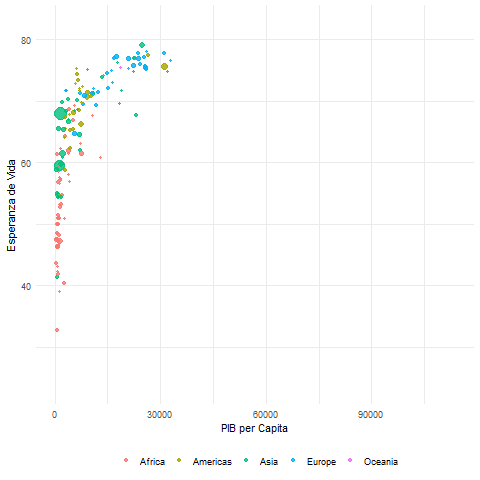 80
60
40
Esperanza de Vida
0 30000 60000 90000
PIB per Capita
Africa Americas Asia Europe Oceania